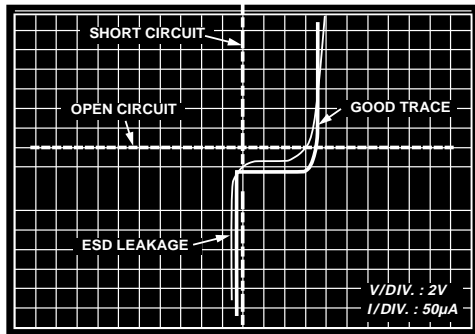 SHORT CIRCUIT
OPEN CIRCUIT
GOOD TRACE
ESD LEAKAGE
V/DIV. : 2V
I/DIV. : 50µA